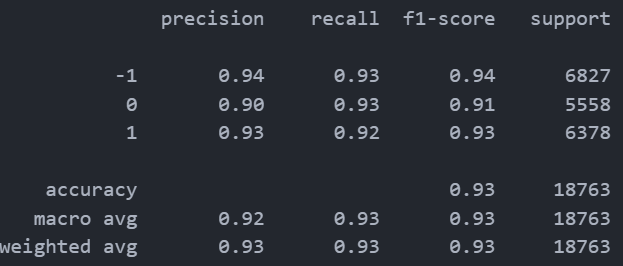 precision recall f1-score support
-1 0.94 0.93 0.94 6827
0 0.90 0.93 0.91 5558
1 0.93 0.92 0.93 6378
accuracy 0.93 18763
macro avg 0.92 0.93 0.93 18763
weighted avg 0.93 0.93 0.93 18763